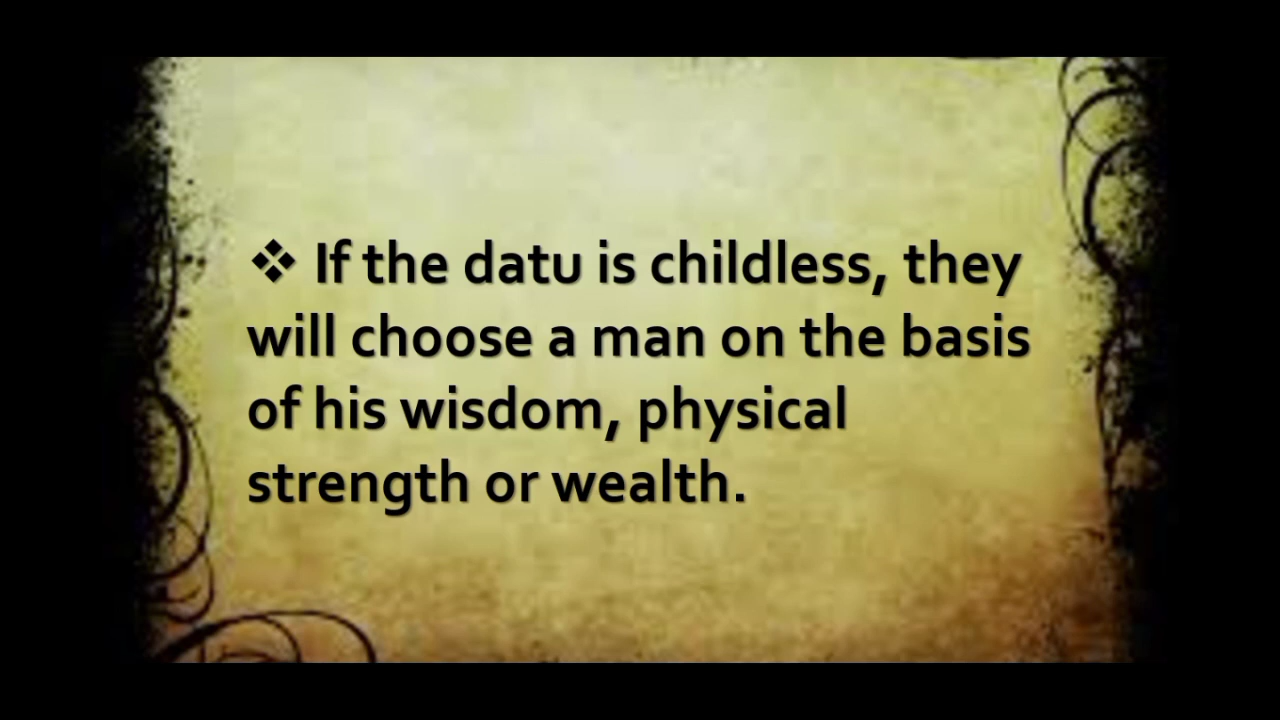 ❖ If the datu is childless, they
will choose a man on the basis
of his wisdom, physical
strength or wealth.